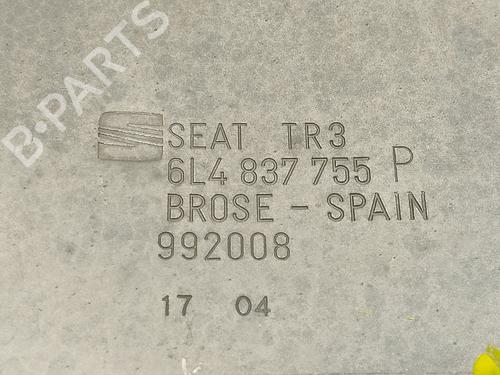 B-PARTS
SEAT TR3
6L4 837 755 P
BROSE - SPAIN
992008
17 04